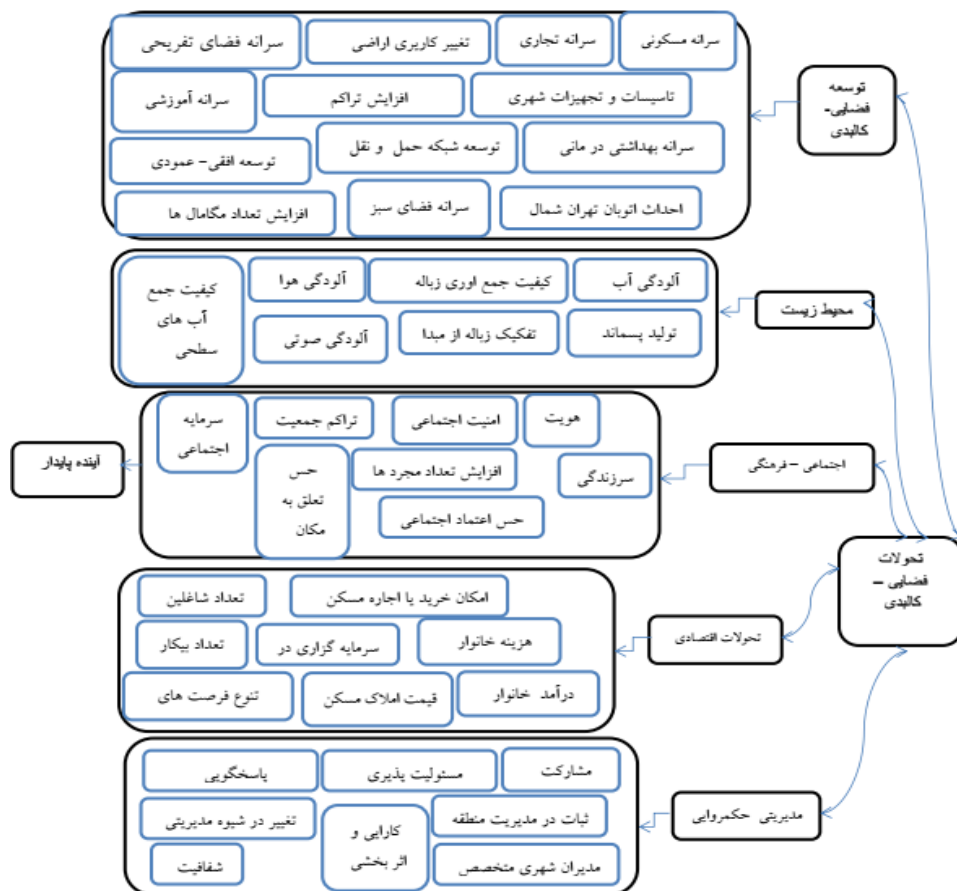 سرانه مسکونی
سرانه تجاری
تغییر کاریری اراضی
سرانه فضای تفریحی
تاسیسات و تجهیزات شهری
افزایش تراکم
سرانه آموزشی
سرانه بهداشتی در مانی
توسعه شبکه حمل و نقل
توسعه افقی- عمودی
احداث اتوبان تهران شمال
سرانه فضای سبز
افزایش تعداد مگامال ها
توسعه
فضایی-
کالبدی
آلودگی آب
کیفیت جمع اوری زباله
آلودگی هوا
کیفیت جمع
آب های
سطحی
تولید پسماند
تفکیک زباله از مبدا
آلودگی صوتی
محیط زیست
هویت
امنیت اجتماعی
تراکم جمعیت
سرمایه
اجتماعی
سرزندگی
افزایش تعداد مجرد ها
حس
تعلق به
مکان
حس اعتماد اجتماعی
اجتماعی – فرهنگی
آینده پایدار
تحولات
فضایی –
کالبدی
امکان خرید یا اجاره مسکن
تعداد شاغلین
هزینه خانوار
سرمایه گزاری در
تعداد بیکار
درآمد خانوار
قیمت املاک مسکن
تنوع فرصت های
تحولات اقتصادی
مشارکت
مسئولیت پذیری
پاسخگویی
ثبات در مدیریت منطقه
کارایی و
اثر بخشی
تغییر در شیوه مدیریتی
مدیران شهری متخصص
شفافیت
مدیریتی حکمروایی